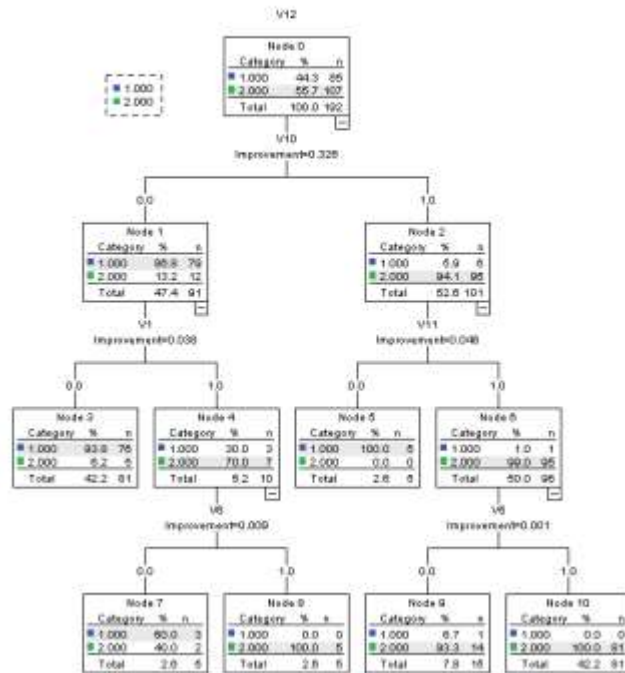 V12
Node 0
Category % n
1.000 44.3 85
2.000 55.7 107
Total 100.0 192
1.000
2.000
V10
Improvement=0.326
0.0
1.0
Node 1
Category % n
1.000 86.8 79
2.000 13.2 12
Total 47.4 91
Node 2
Category % n
1.000 5.9 6
2.000 94.1 95
Total 52.6 101
V1
Improvement=0.038
V11
Improvement=0.046
0.0
1.0
0.0
1.0
Node 3
Category % n
1.000 93.8 76
2.000 6.2 5
Total 42.2 81
Node 4
Category % n
1.000 30.0 3
2.000 70.0 7
Total 5.2 10
Node 5
Category % n
1.000 100.0 5
2.000 0.0 0
Total 2.6 5
Node 6
Category % n
1.000 1.0 1
2.000 99.0 95
Total 50.0 96
V6
Improvement=0.009
V6
Improvement=0.001
0.0
1.0
0.0
1.0
Node 7
Category % n
1.000 60.0 3
2.000 40.0 2
Total 2.6 5
Node 8
Category % n
1.000 0.0 0
2.000 100.0 5
Total 2.6 5
Node 9
Category % n
1.000 6.7 1
2.000 93.3 14
Total 7.8 15
Node 10
Category % n
1.000 0.0 0
2.000 100.0 81
Total 42.2 81